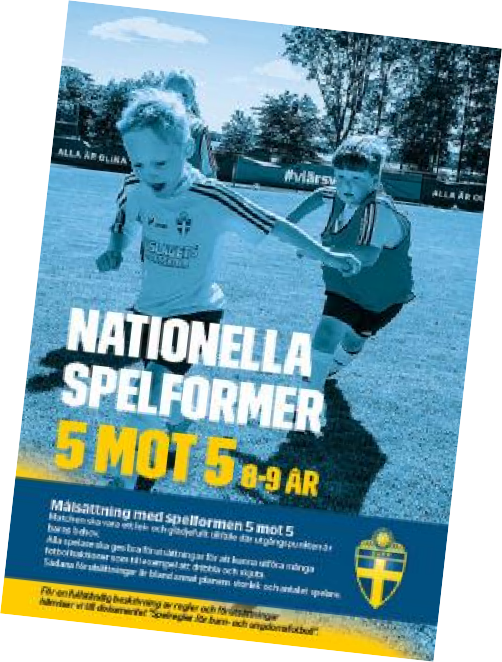 ALLA ÄR OLIKA
#viärsv
ALLA ÄR OL
NATIONELLA
SPELFORMER
5 MOT 5 8-9 ÅR
Målsättning med spelformen 5 mot 5
Matchen ska vara ett lek- och glädjefullt tillfälle där utgångspunkten är
barns behov.
Alla spelare ska ges bra förutsättningar för att kunna utföra många
fotbollsaktioner som till exempel att dribbla och skjuta.
Sådana förutsättningar är bland annat planens storlek och antalet spelare.
För en fullständig beskrivning av regler och förutsättningar
hänvisar vi till dokumentet "Spelregler för barn- och ungdomsfotboll".